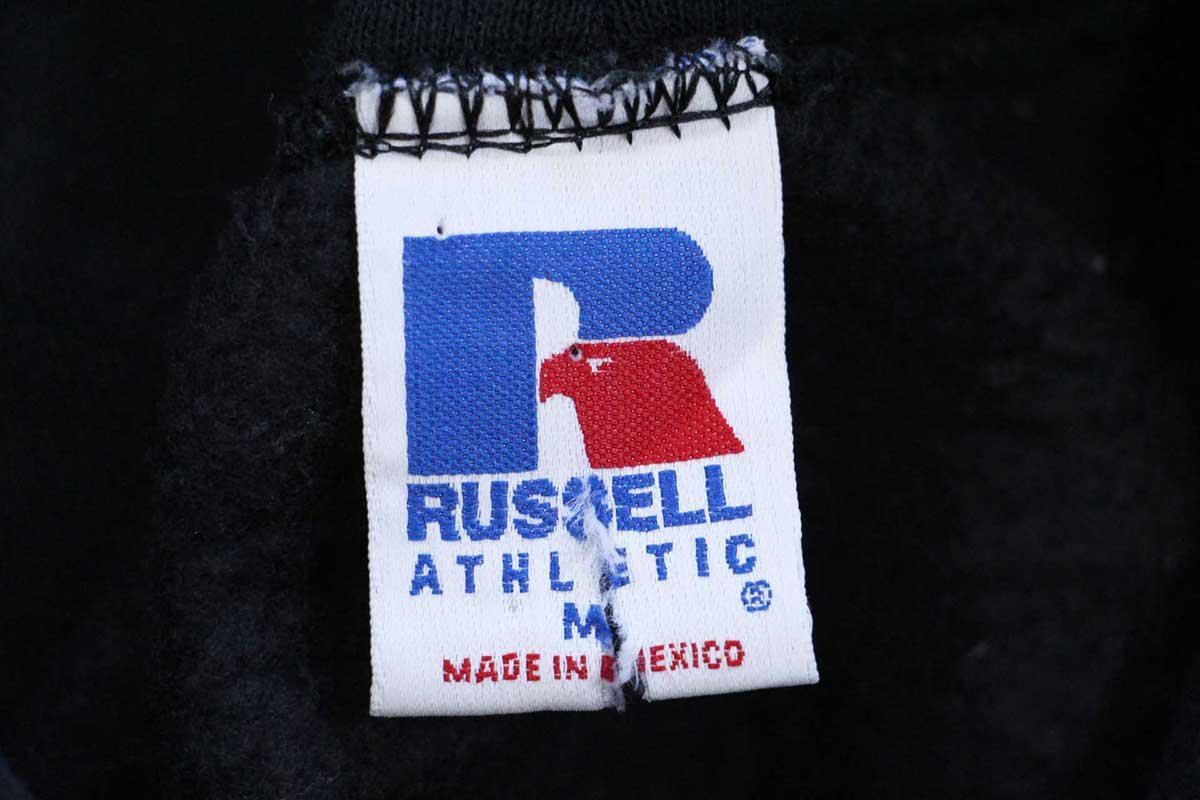 R
RUSSELL
ATHLETIC
®
M
MADE IN MEXICO